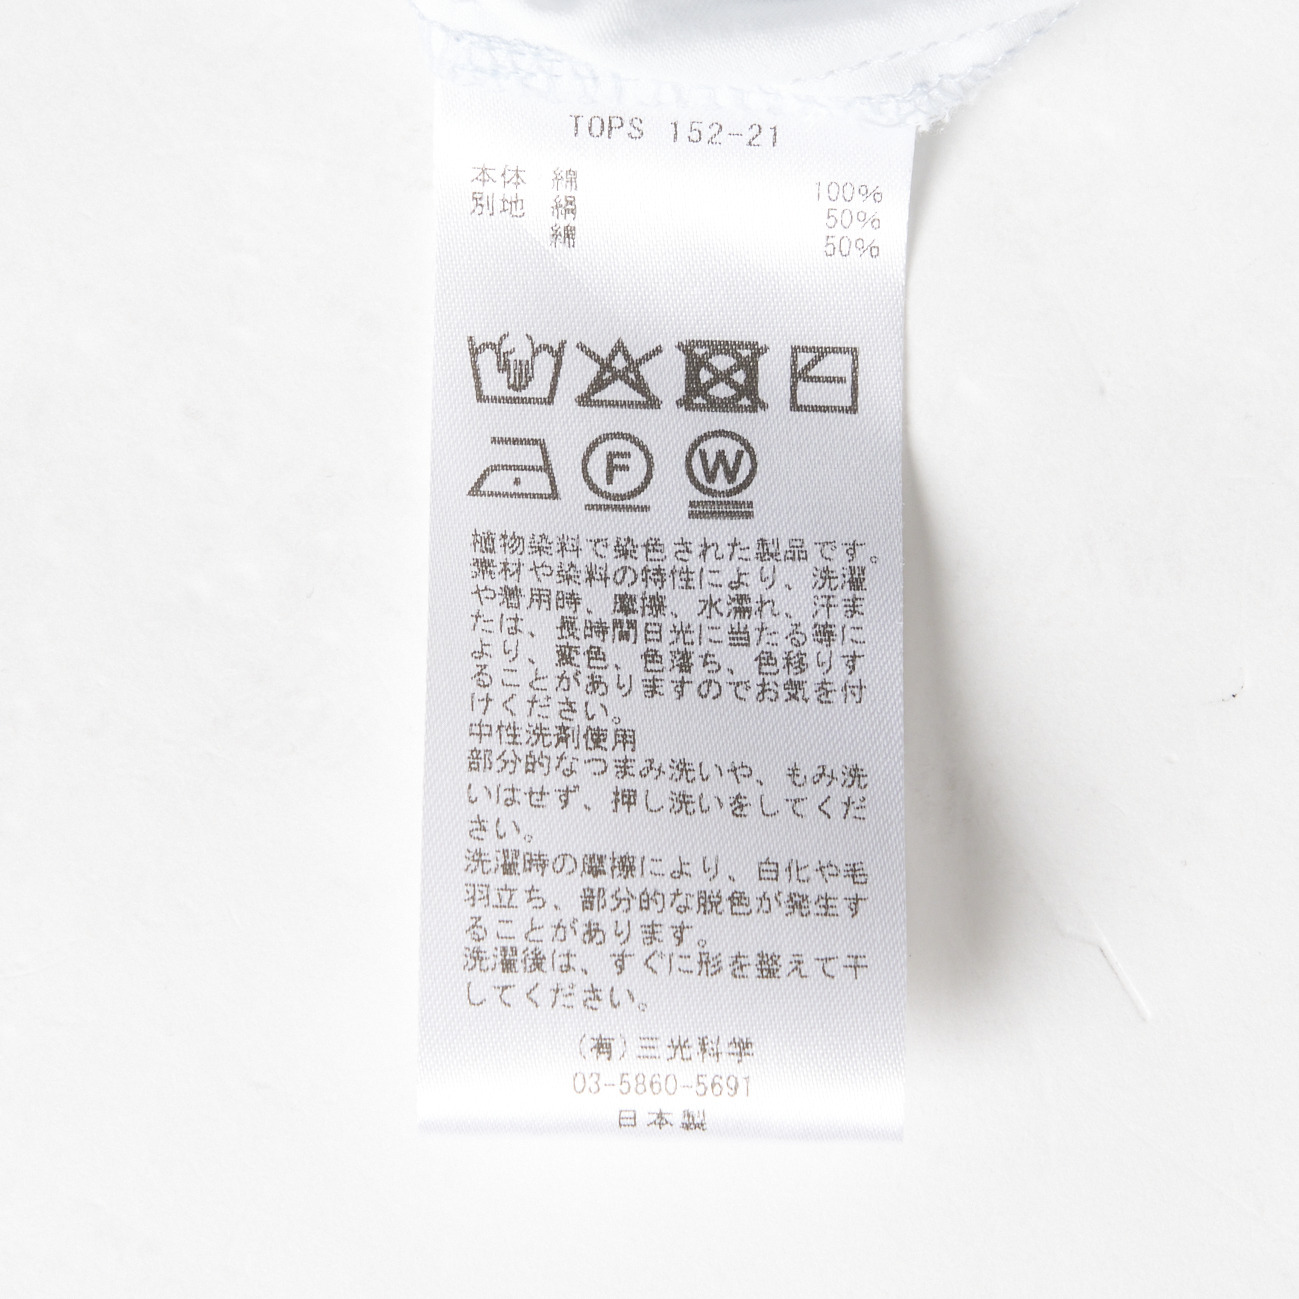 TOPS 152-21
本体 綿 100%
別地 絹 50%
綿 50%
F W
植物染料で染色された製品です。
素材や染料の特性により、洗濯
や着用時、摩擦、水濡れ、汗ま
たは、長時間日光に当たる等に
より、変色、色落ち、色移りす
ることがありますのでお気を付
けください。
中性洗剤使用
部分的なつまみ洗いや、もみ洗
いはせず、押し洗いをしてくだ
さい。
洗濯時の摩擦により、白化や毛
羽立ち、部分的な脱色が発生す
ることがあります。
洗濯後は、すぐに形を整えて干
してください。
(有)三光科学
03-5860-5691
日本製